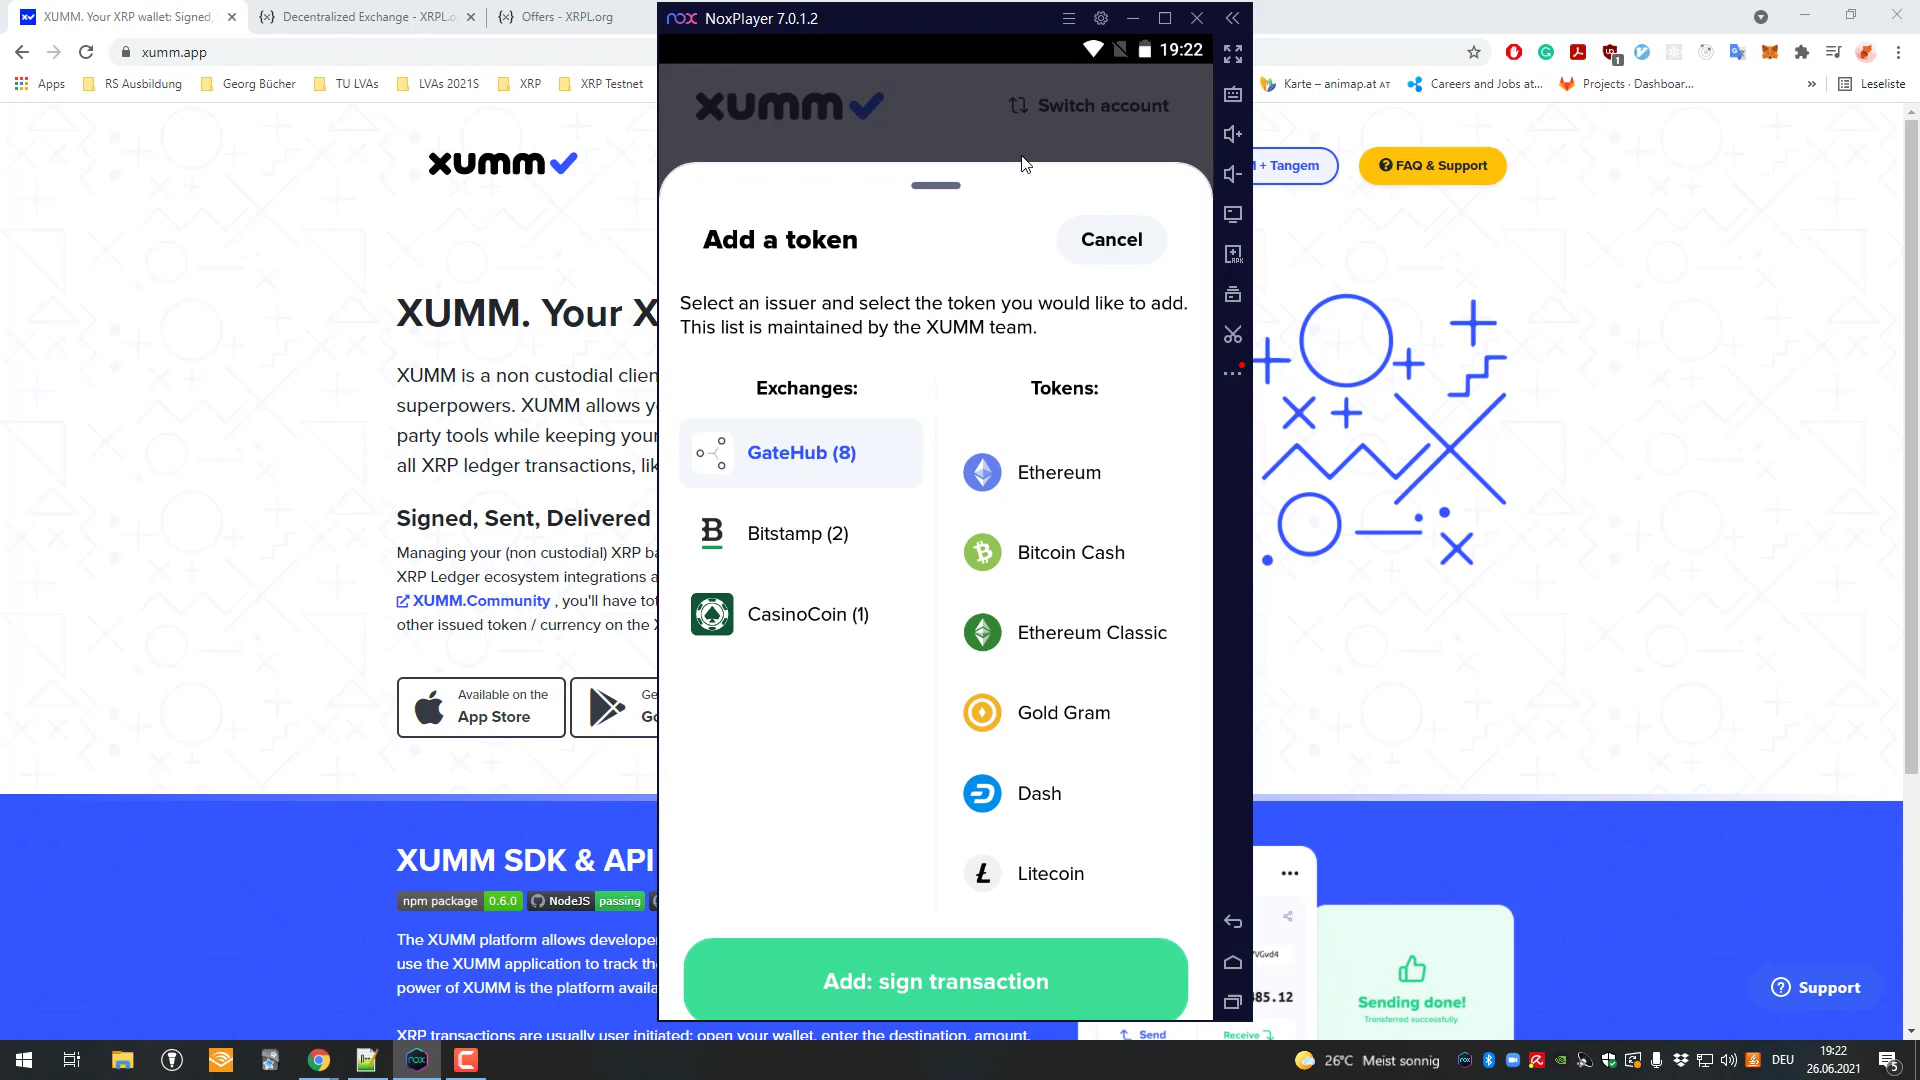 XUMM. Your XRP wallet: Signed,
Decentralized Exchange - XRPL.o
Offers - XRPL.org
NoxPlayer 7.0.1.2
xumm.app
19:22
Apps
RS Ausbildung
Georg Bücher
TU LVAs
LVAs 2021S
XRP
XRP Testnet
Karte – animap.at AT
Careers and Jobs at...
Projects · Dashboar...
Leseliste
xumm
Switch account
xumm
+ Tangem
FAQ & Support
Add a token
Cancel
Select an issuer and select the token you would like to add.
This list is maintained by the XUMM team.
XUMM. Your X
XUMM is a non custodial clien
superpowers. XUMM allows y
party tools while keeping your
all XRP ledger transactions, lik
Exchanges:
Tokens:
GateHub (8)
Bitstamp (2)
CasinoCoin (1)
Ethereum
Bitcoin Cash
Ethereum Classic
Gold Gram
Dash
Litecoin
Signed, Sent, Delivered
Managing your (non custodial) XRP ba
XRP Ledger ecosystem integrations a
XUMM.Community , you'll have tot
other issued token / currency on the X
Available on the
App Store
Ge
Go
XUMM SDK & API
npm package 0.6.0
NodeJS passing
The XUMM platform allows develope
use the XUMM application to track th
power of XUMM is the platform availa
XRP transactions are usually user initiated: open your wallet, enter the destination, amount,
Add: sign transaction
VGvd4
385.12
Send
Receive
Sending done!
Transferred successfully
Support
26°C Meist sonnig
DEU
19:22
26.06.2021
5